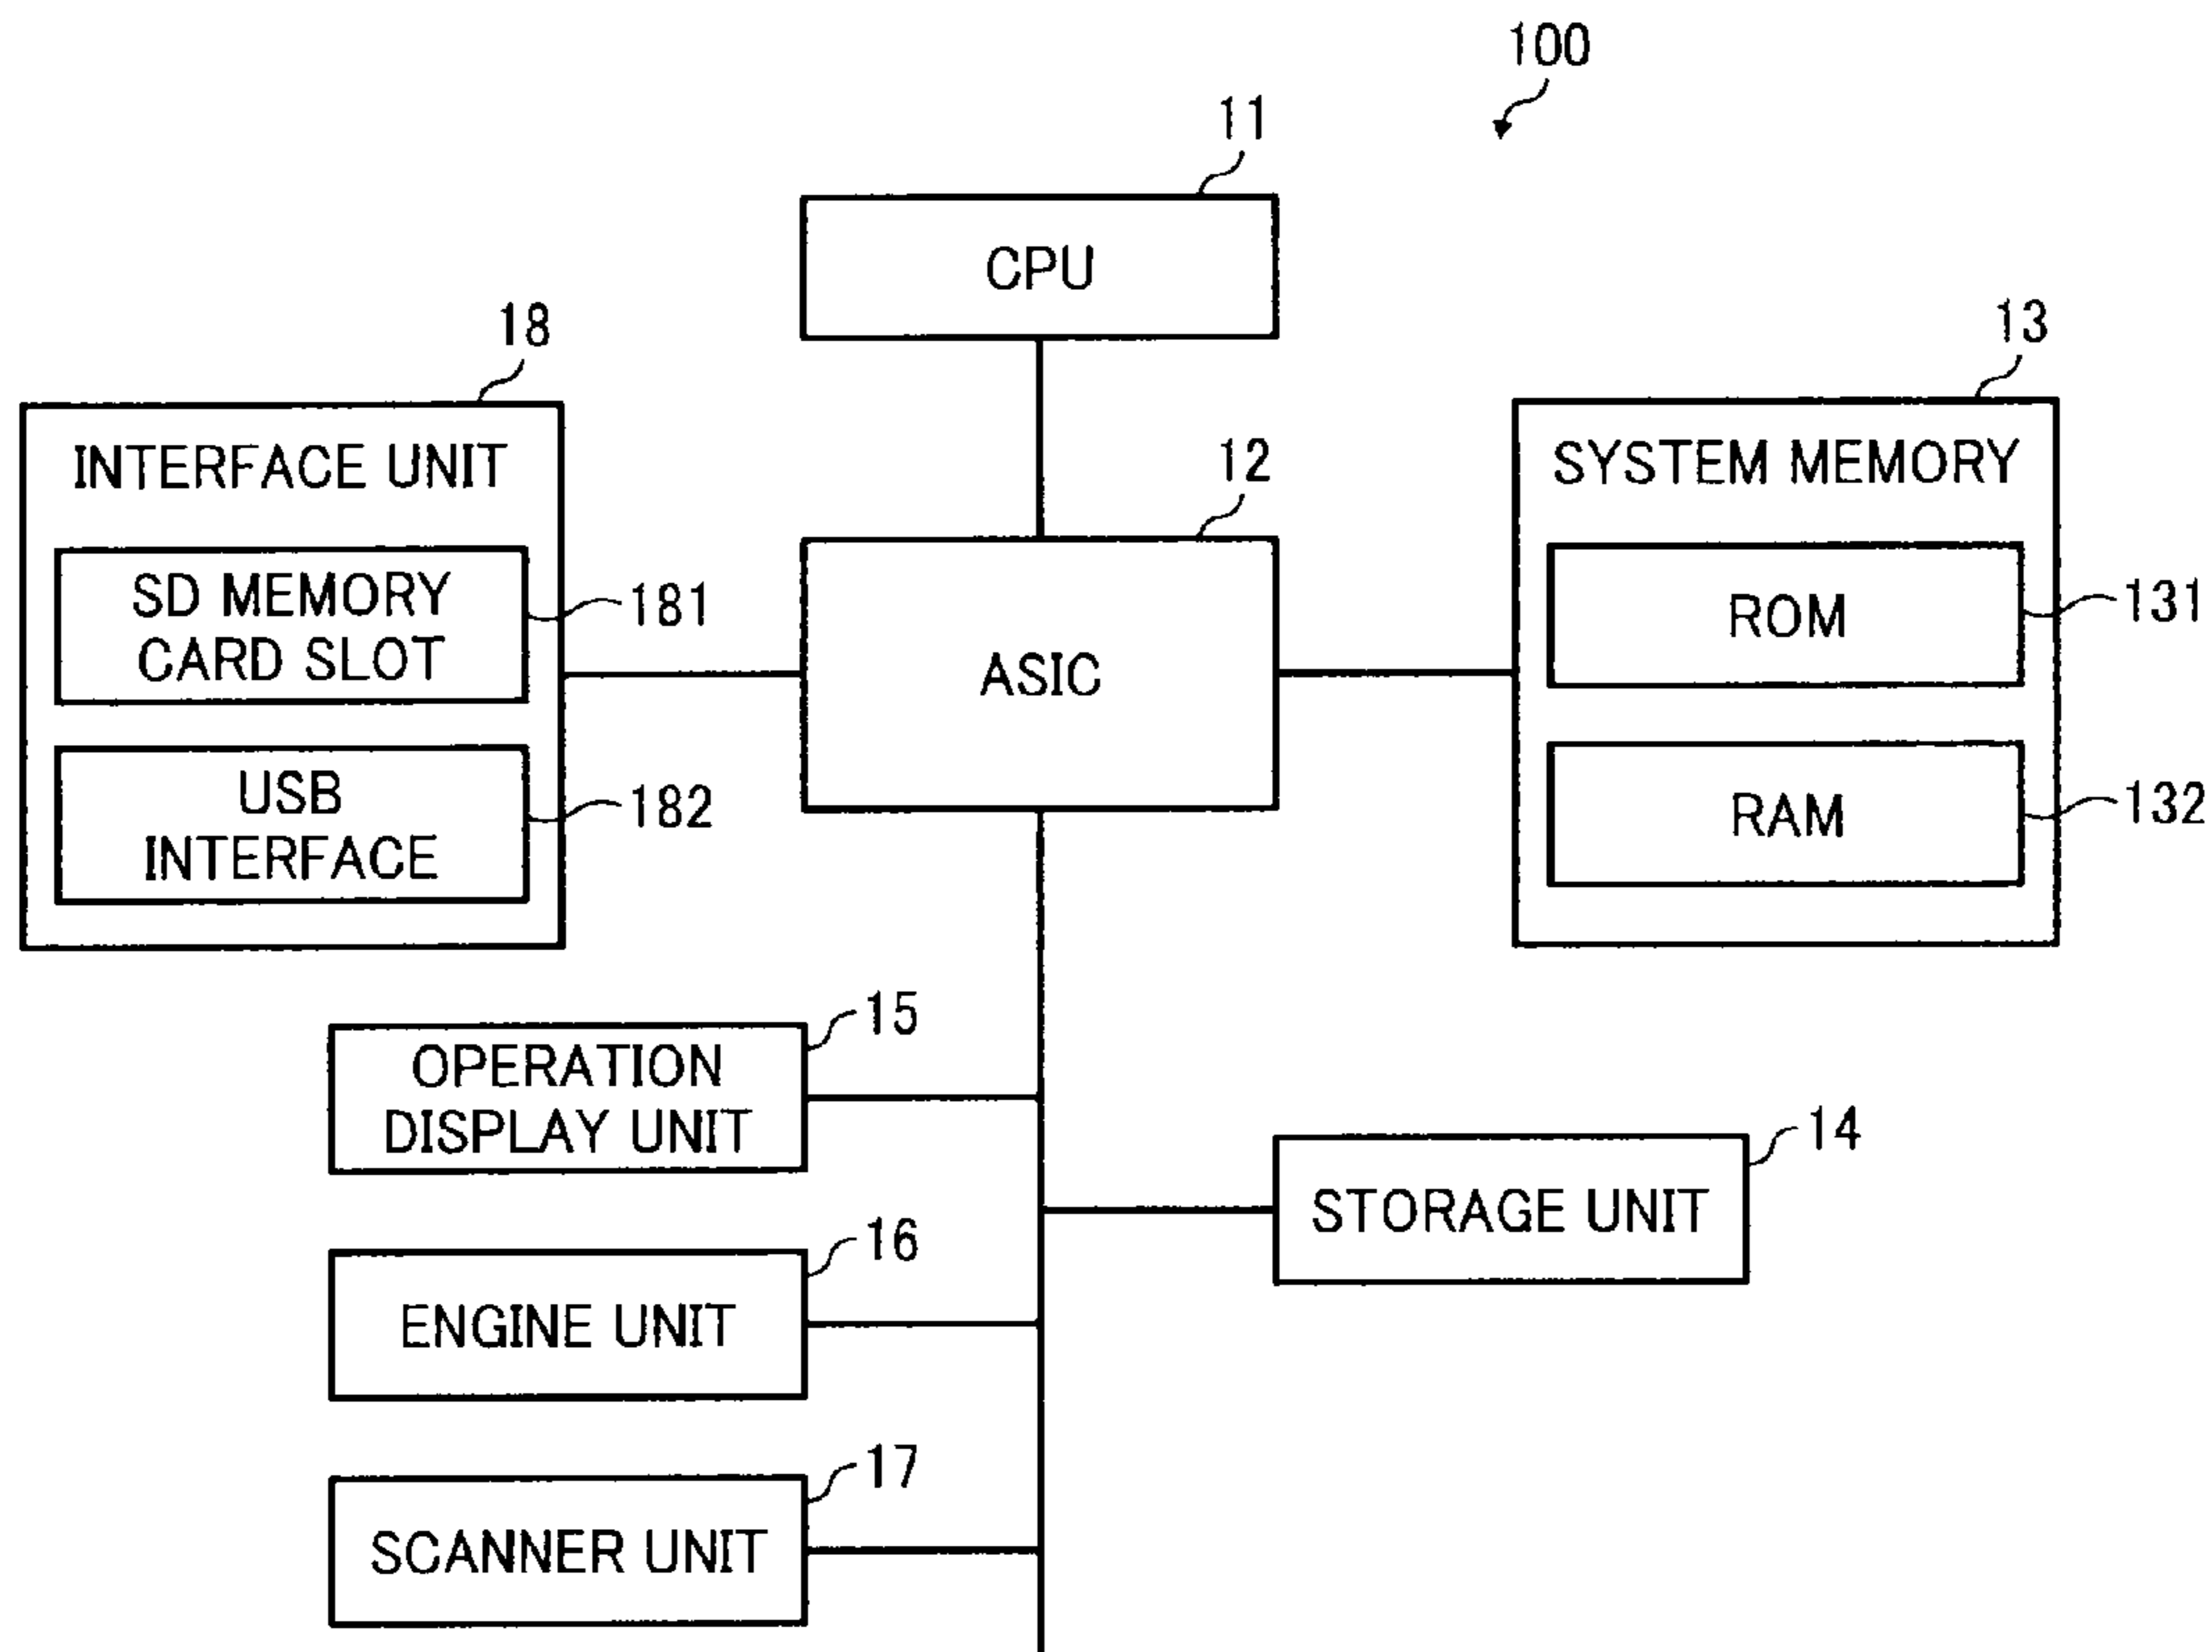 100
11
CPU
18
13
INTERFACE UNIT
12
SYSTEM MEMORY
SD MEMORY
CARD SLOT
181
ASIC
ROM
131
USB
INTERFACE
182
RAM
132
15
OPERATION
DISPLAY UNIT
14
STORAGE UNIT
16
ENGINE UNIT
17
SCANNER UNIT